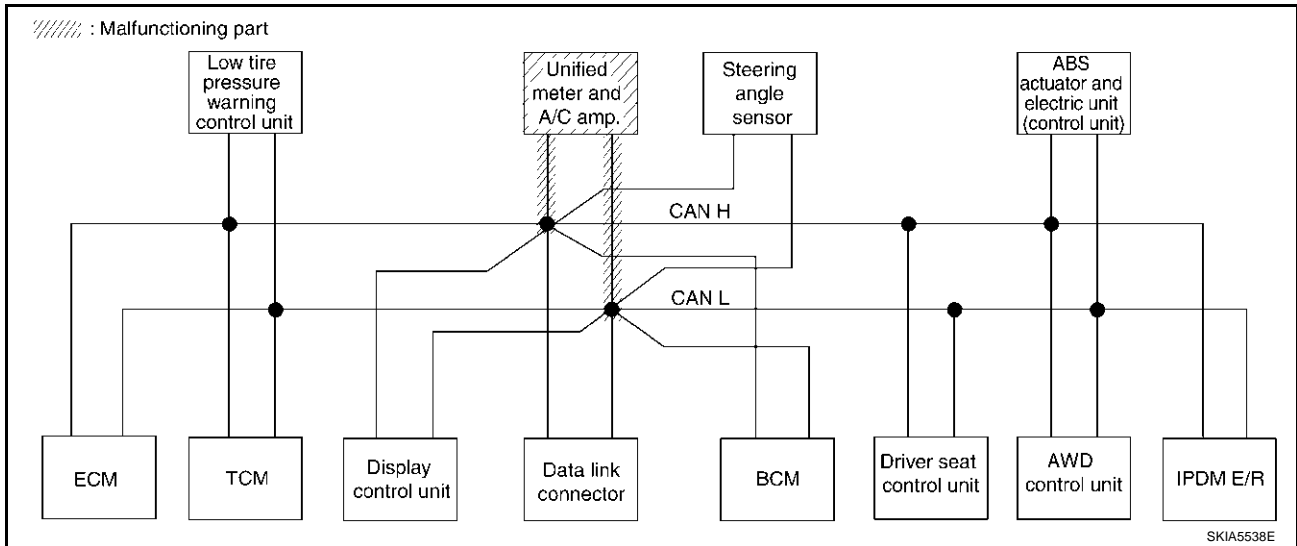 : Malfunctioning part
Low tire
pressure
warning
control unit
Unified
meter and
A/C amp.
Steering
angle
sensor
ABS
actuator and
electric unit
(control unit)
CAN H
CAN L
ECM
TCM
Display
control unit
Data link
connector
BCM
Driver seat
control unit
AWD
control unit
IPDM E/R
SKIA5538E